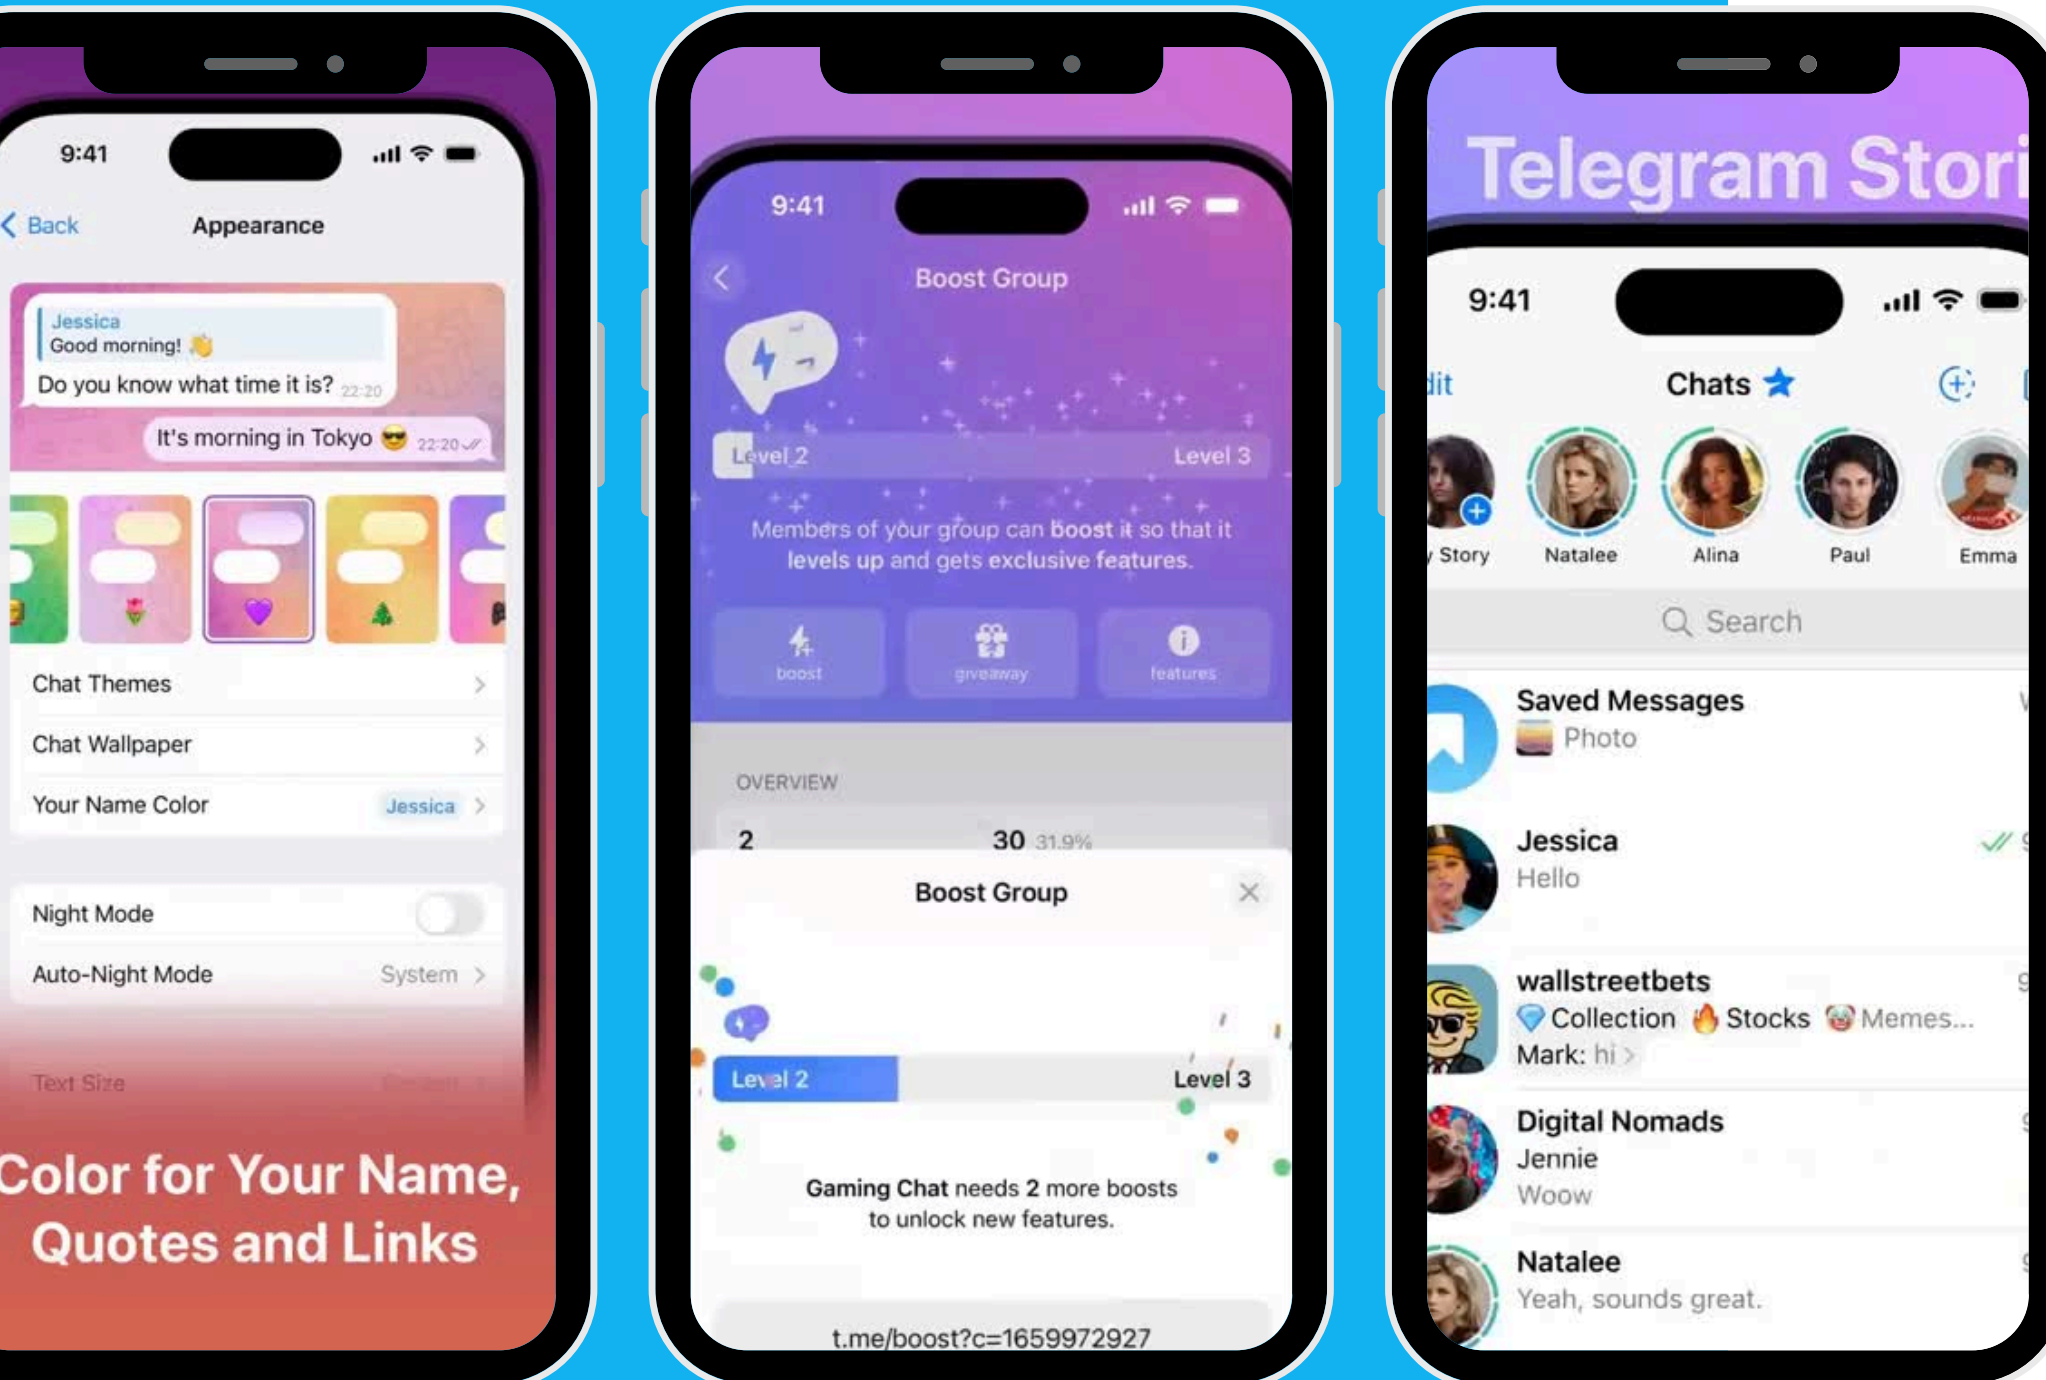 9:41
Back
Appearance
Jessica
Good morning! 👋
Do you know what time it is? 22:20
It's morning in Tokyo 😎 22:20
Chat Themes
Chat Wallpaper
Your Name Color
Jessica
Night Mode
Auto-Night Mode
System
Text Size
Color for Your Name,
Quotes and Links
9:41
Boost Group
Level 2
Level 3
Members of your group can boost it so that it
levels up and gets exclusive features.
boost
giveaway
features
OVERVIEW
2
30 31.9%
Boost Group
Level 2
Level 3
Gaming Chat needs 2 more boosts
to unlock new features.
t.me/boost?c=1659972927
Telegram Stori
9:41
dit
Chats
y Story
Natalee
Alina
Paul
Emma
Search
Saved Messages
Photo
Jessica
Hello
wallstreetbets
💎 Collection 🔥 Stocks 🤡 Memes...
Mark: hi >
Digital Nomads
Jennie
Woow
Natalee
Yeah, sounds great.